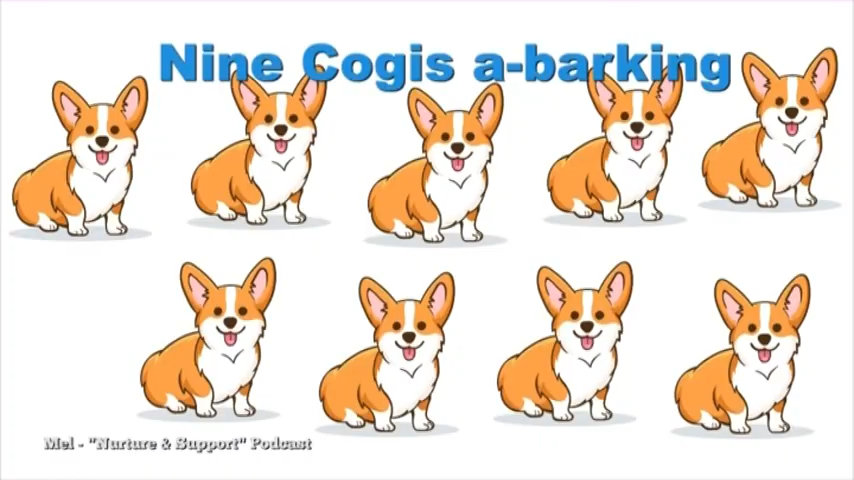 Nine Cogis a-barking
Mel - "Nurture & Support" Podcast